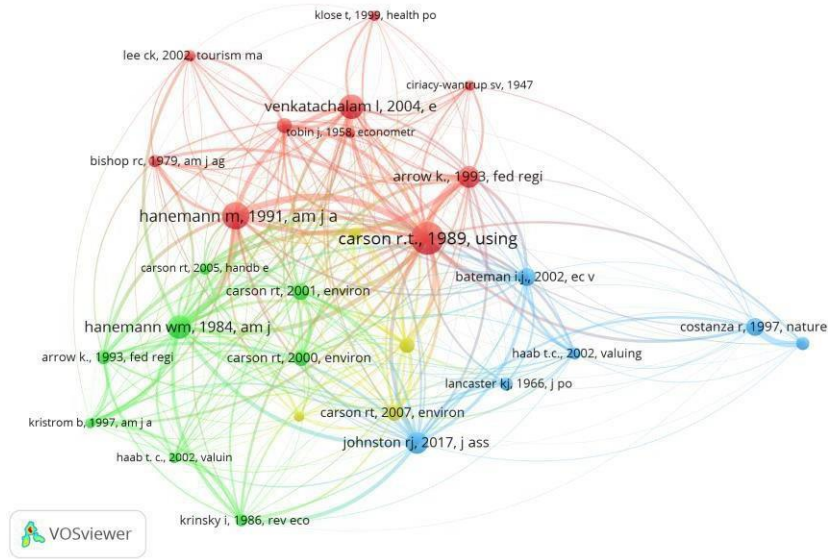 klose t, 1999, health po
lee ck, 2002, tourism ma
ciriacy-wantrup sv, 1947
venkatachalam l, 2004, e
tobin j, 1958, econometr
bishop rc, 1979, am j ag
arrow k., 1993, fed regi
hanemann m, 1991, am j a
carson r.t., 1989, using
carson rt, 2005, handb e
bateman i.j., 2002, ec v
carson rt, 2001, environ
hanemann wm, 1984, am j
costanza r, 1997, nature
arrow k., 1993, fed regi
carson rt, 2000, environ
haab t.c., 2002, valuing
lancaster kj, 1966, j po
carson rt, 2007, environ
kristrom b, 1997, am j a
johnston rj, 2017, j ass
haab t. c., 2002, valuin
krinsky i, 1986, rev eco
VOSviewer